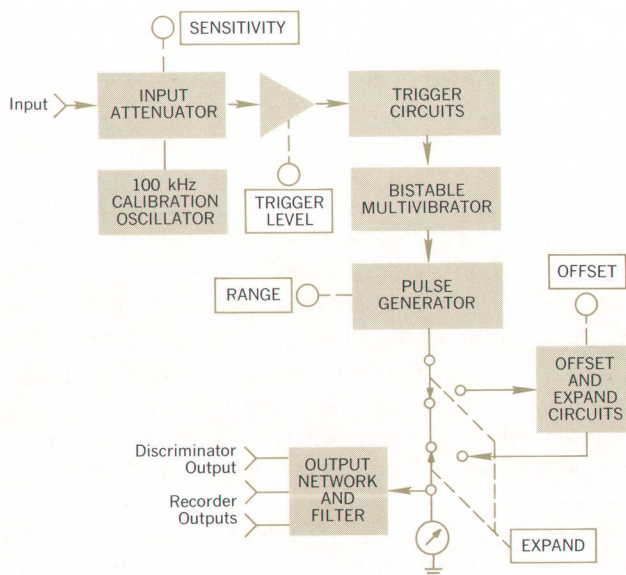 SENSITIVITY
Input
INPUT
ATTENUATOR
TRIGGER
CIRCUITS
100 kHz
CALIBRATION
OSCILLATOR
TRIGGER
LEVEL
BISTABLE
MULTIVIBRATOR
OFFSET
RANGE
PULSE
GENERATOR
OFFSET
AND
EXPAND
CIRCUITS
Discriminator
Output
Recorder
Outputs
OUTPUT
NETWORK
AND
FILTER
EXPAND